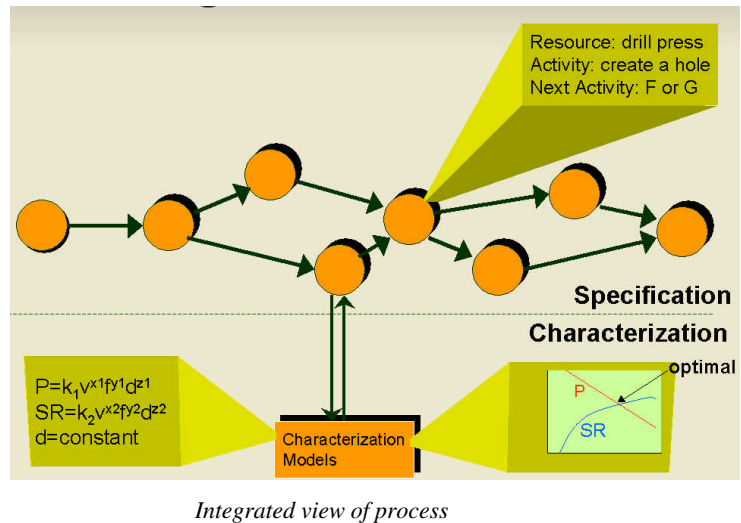 Resource: drill press
Activity: create a hole
Next Activity: F or G
Specification
Characterization
P=k₁vˣ¹fʸ¹dᶻ¹
SR=k₂vˣ²fʸ²dᶻ²
d=constant
Characterization
Models
optimal
P
SR
Integrated view of process